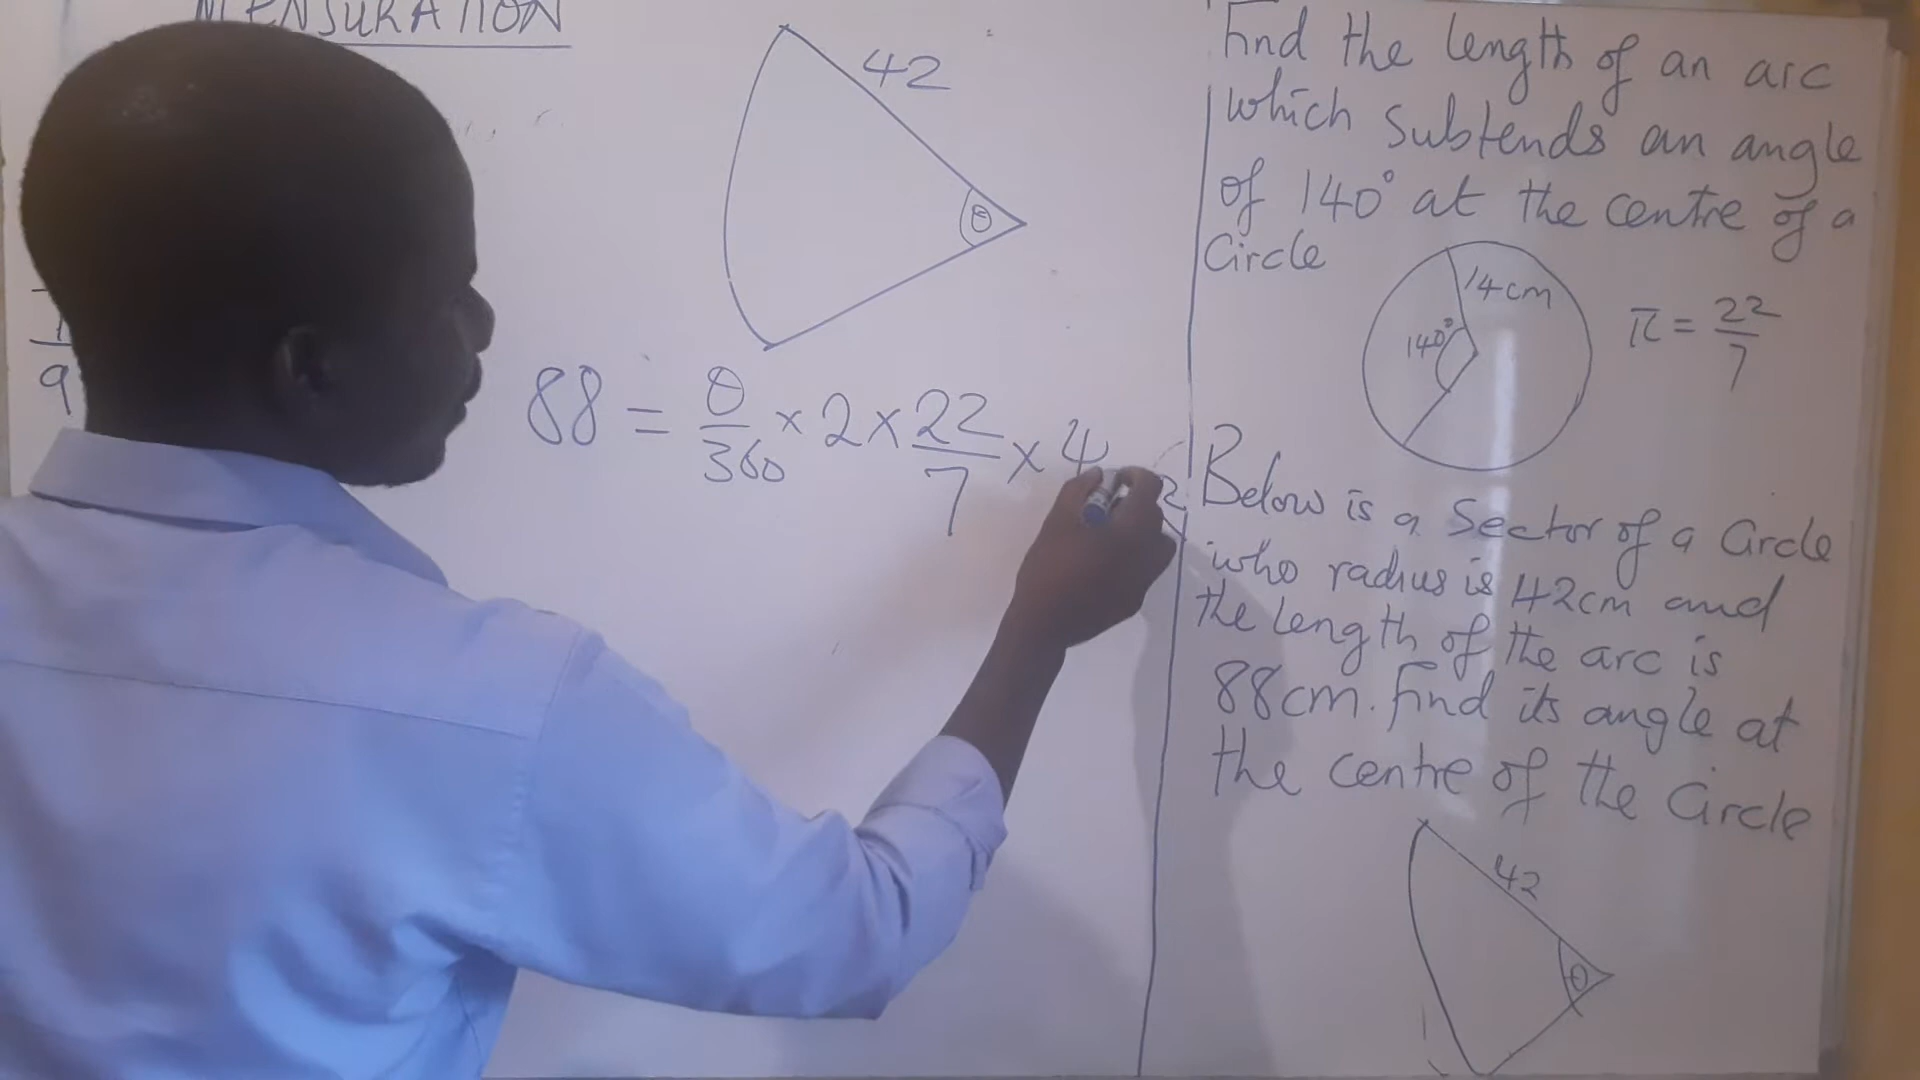 MENSURATION
42
θ
88 = θ/360 × 2 × 22/7 × 4
9
Find the length of an arc
which subtends an angle
of 140° at the centre of a
Circle
14cm
140°
π = 22/7
Below is a Sector of a Circle
who radius is 42cm and
the length of the arc is
88cm. Find its angle at
the centre of the Circle
42
θ